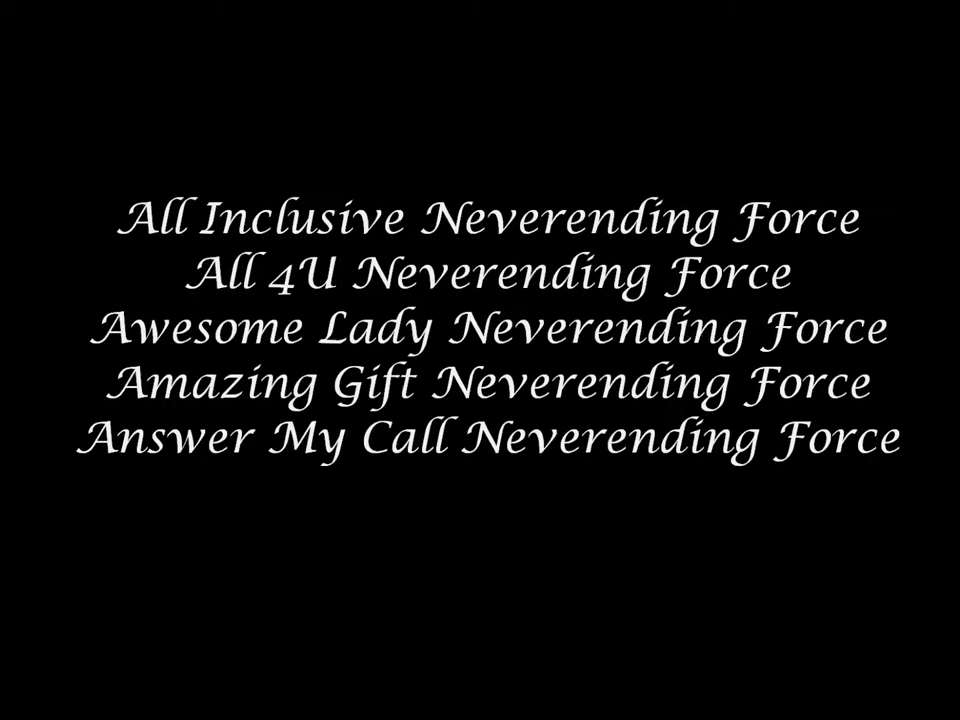 All Inclusive Neverending Force
All 4U Neverending Force
Awesome Lady Neverending Force
Amazing Gift Neverending Force
Answer My Call Neverending Force